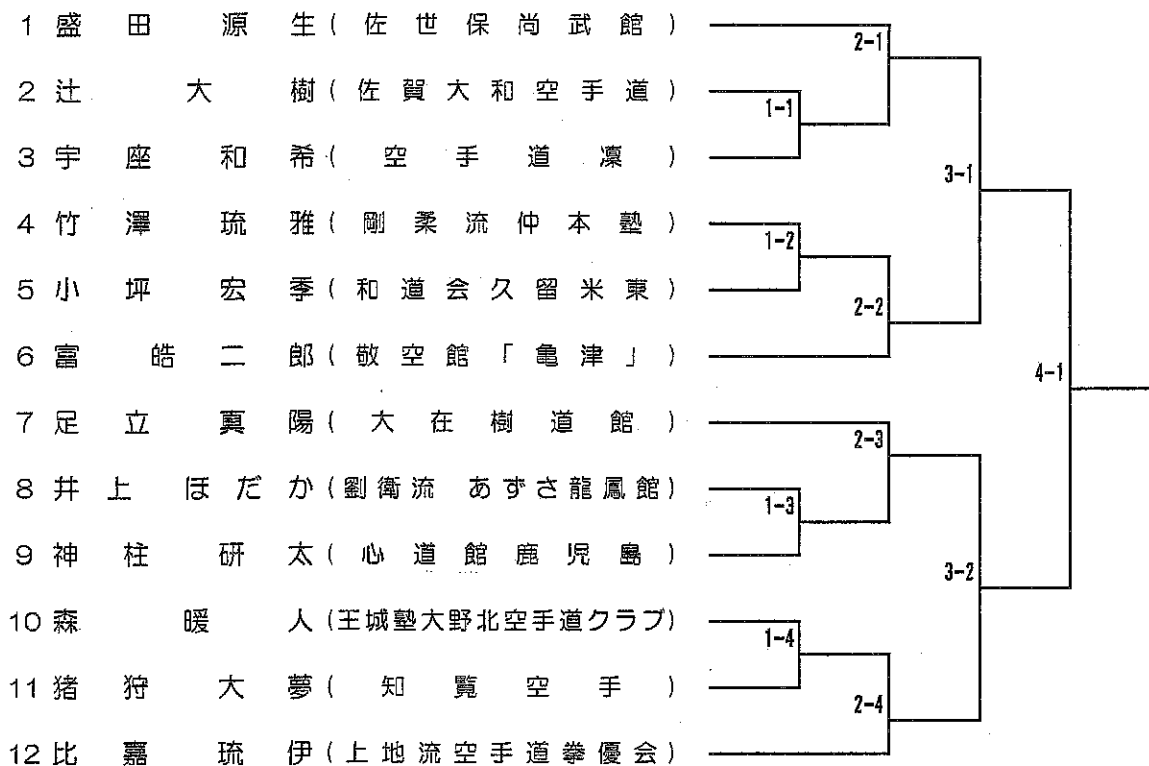 1 盛田源生(佐世保尚武館)
2-1
2 辻大樹(佐賀大和空手道)
1-1
3 宇座和希(空手道凜)
3-1
4 竹澤琉雅(剛柔流仲本塾)
1-2
5 小坪宏季(和道会久留米東)
2-2
6 富皓二郎(敬空館「亀津」)
4-1
7 足立真陽(大在樹道館)
2-3
8 井上ほだか(劉衛流 あずさ龍鳳館)
1-3
9 神柱研太(心道館鹿児島)
3-2
10 森暖人(王城塾大野北空手道クラブ)
1-4
11 猪狩大夢(知覧空手)
2-4
12 比嘉琉伊(上地流空手道拳優会)